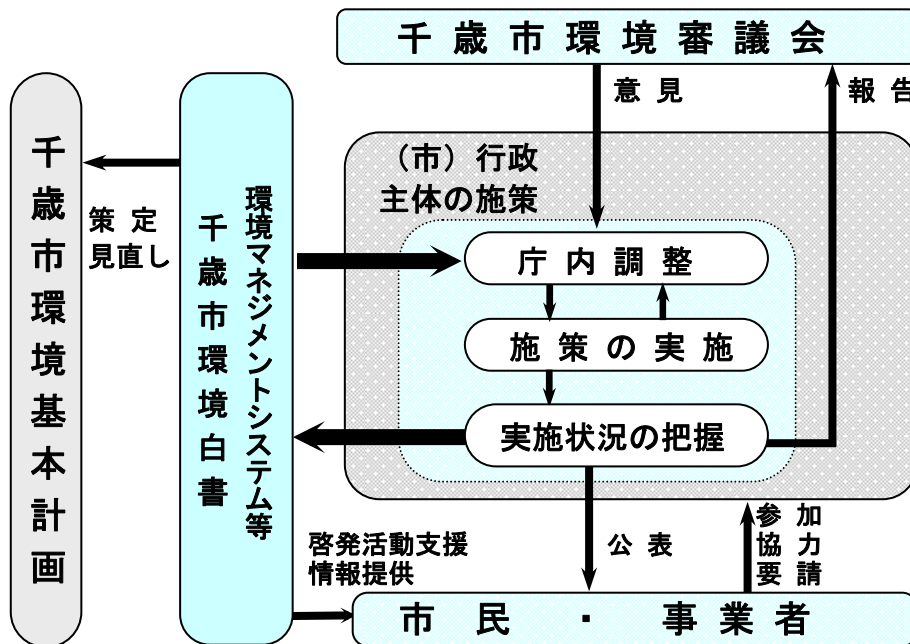 千歳市環境審議会
意見
報告
(市)行政
主体の施策
庁内調整
施策の実施
実施状況の把握
千歳市環境基本計画
策定
見直し
環境マネジメントシステム等
千歳市環境白書
啓発活動支援
情報提供
公表
参加
協力
要請
市民・事業者